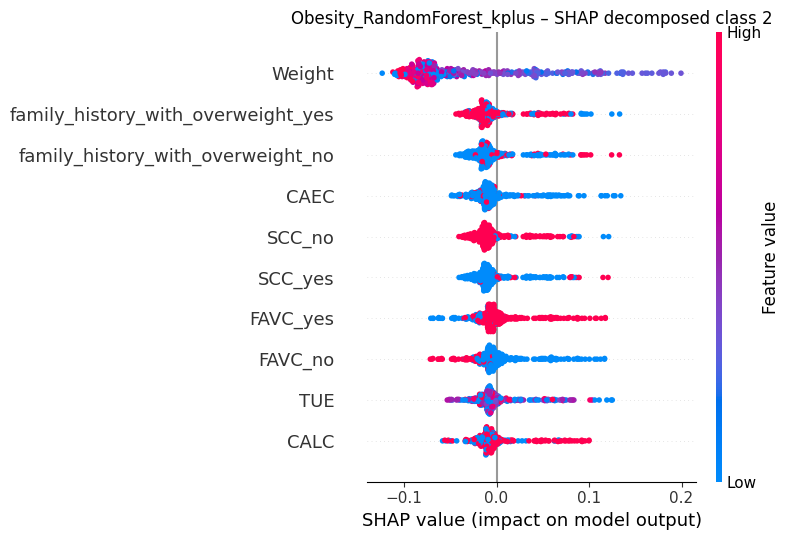 Obesity_RandomForest_kplus – SHAP decomposed class 2
High
Weight
family_history_with_overweight_yes
family_history_with_overweight_no
CAEC
SCC_no
SCC_yes
FAVC_yes
FAVC_no
TUE
CALC
Feature value
Low
−0.1 0.0 0.1 0.2
SHAP value (impact on model output)